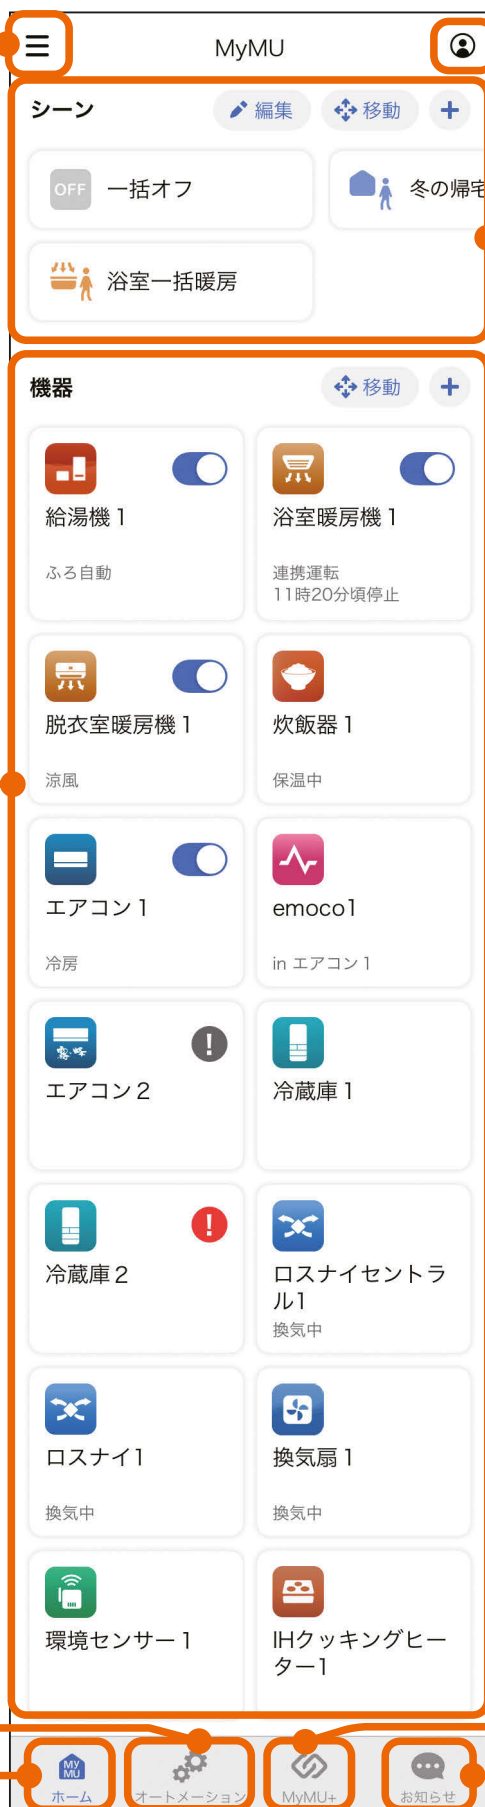 MyMU
シーン
編集
移動
OFF
一括オフ
冬の帰宅
浴室一括暖房
機器
移動
給湯機 1
ふろ自動
浴室暖房機 1
連携運転
11時20分頃停止
脱衣室暖房機 1
涼風
炊飯器 1
保温中
エアコン 1
冷房
emoco1
in エアコン 1
エアコン 2
冷蔵庫 1
冷蔵庫 2
ロスナイセントラ
ル1
換気中
ロスナイ1
換気中
換気扇 1
換気中
環境センサー 1
IHクッキングヒー
ター1
MyMU
ホーム
オートメーション
MyMU+
お知らせ